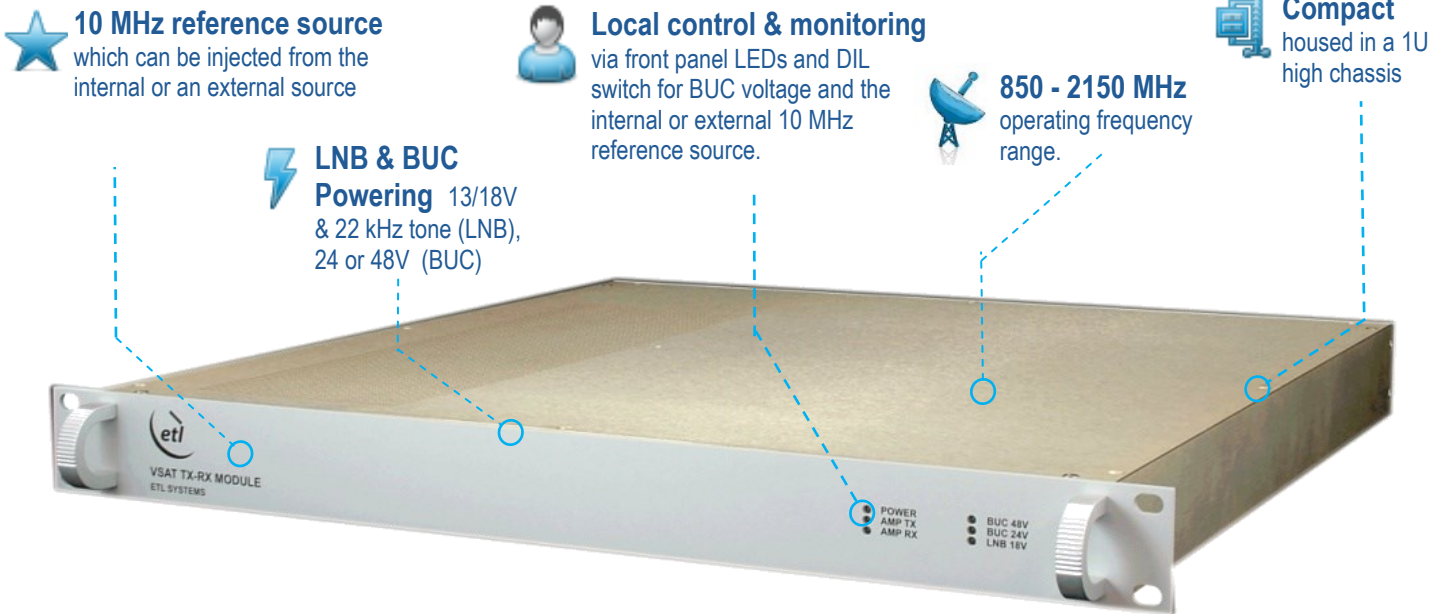 10 MHz reference source
which can be injected from the
internal or an external source
LNB & BUC
Powering 13/18V
& 22 kHz tone (LNB),
24 or 48V (BUC)
Local control & monitoring
via front panel LEDs and DIL
switch for BUC voltage and the
internal or external 10 MHz
reference source.
850 - 2150 MHz
operating frequency
range.
Compact
housed in a 1U
high chassis
etl
VSAT TX-RX MODULE
ETL SYSTEMS
POWER
AMP TX
AMP RX
BUC 48V
BUC 24V
LNB 18V